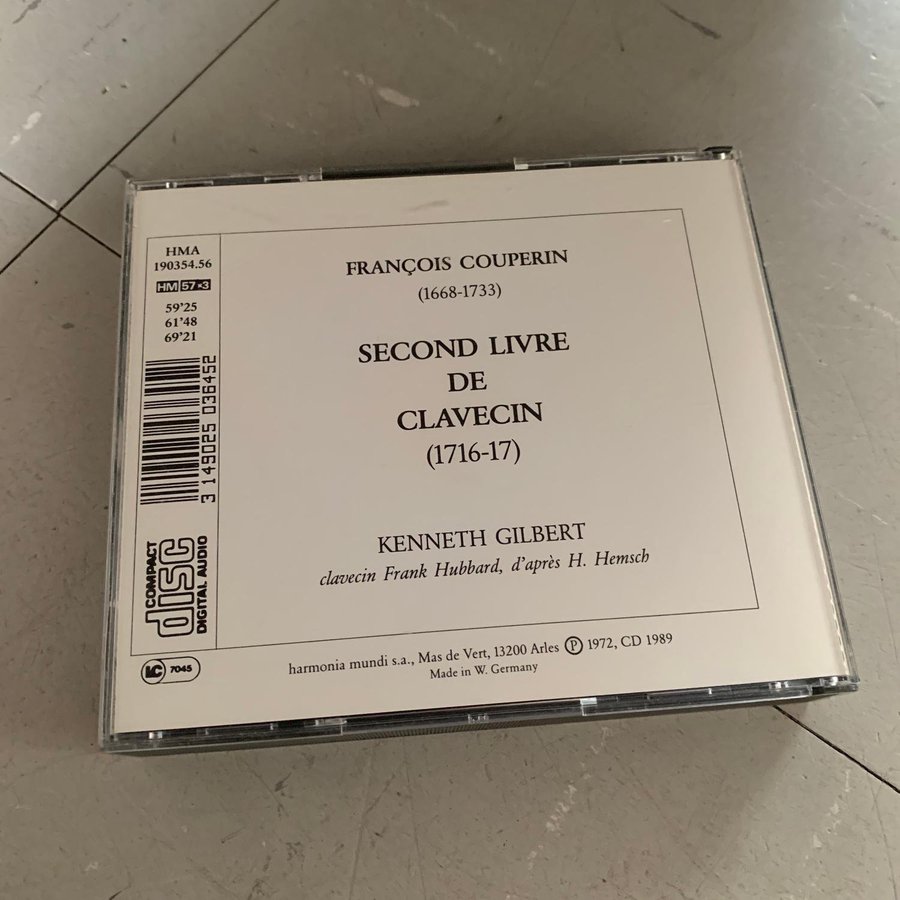 HMA
190354.56
HM 57×3
59'25
61'48
69'21
3 149025 036452
COMPACT
disc
DIGITAL AUDIO
LC 7045
FRANÇOIS COUPERIN
(1668-1733)
SECOND LIVRE
DE
CLAVECIN
(1716-17)
KENNETH GILBERT
clavecin Frank Hubbard, d'après H. Hemsch
harmonia mundi s.a., Mas de Vert, 13200 Arles ℗ 1972, CD 1989
Made in W. Germany